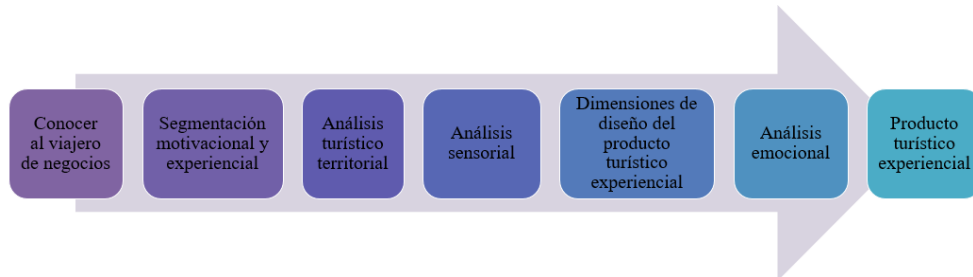 Conocer
al viajero
de negocios
Segmentación
motivacional y
experiencial
Análisis
turístico
territorial
Análisis
sensorial
Dimensiones de
diseño del
producto
turístico
experiencial
Análisis
emocional
Producto
turístico
experiencial